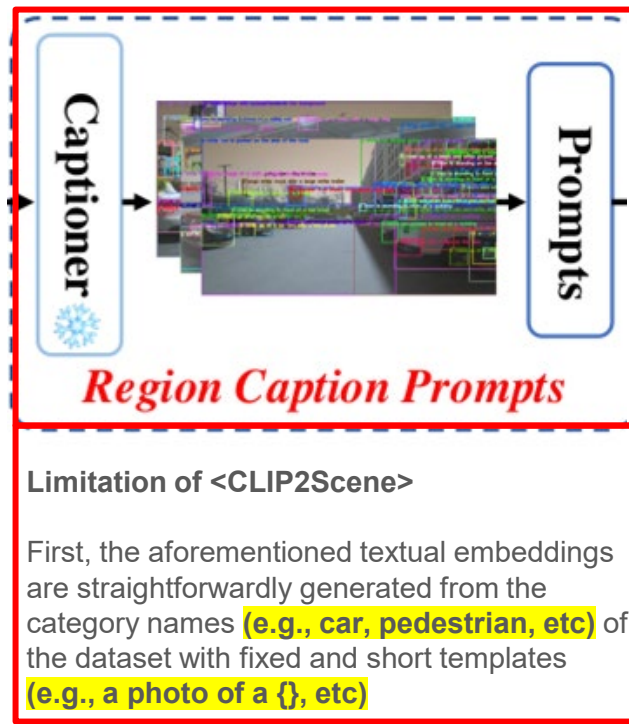 Captioner
Prompts
Region Caption Prompts
Limitation of <CLIP2Scene>
First, the aforementioned textual embeddings
are straightforwardly generated from the
category names (e.g., car, pedestrian, etc) of
the dataset with fixed and short templates
(e.g., a photo of a {}, etc)